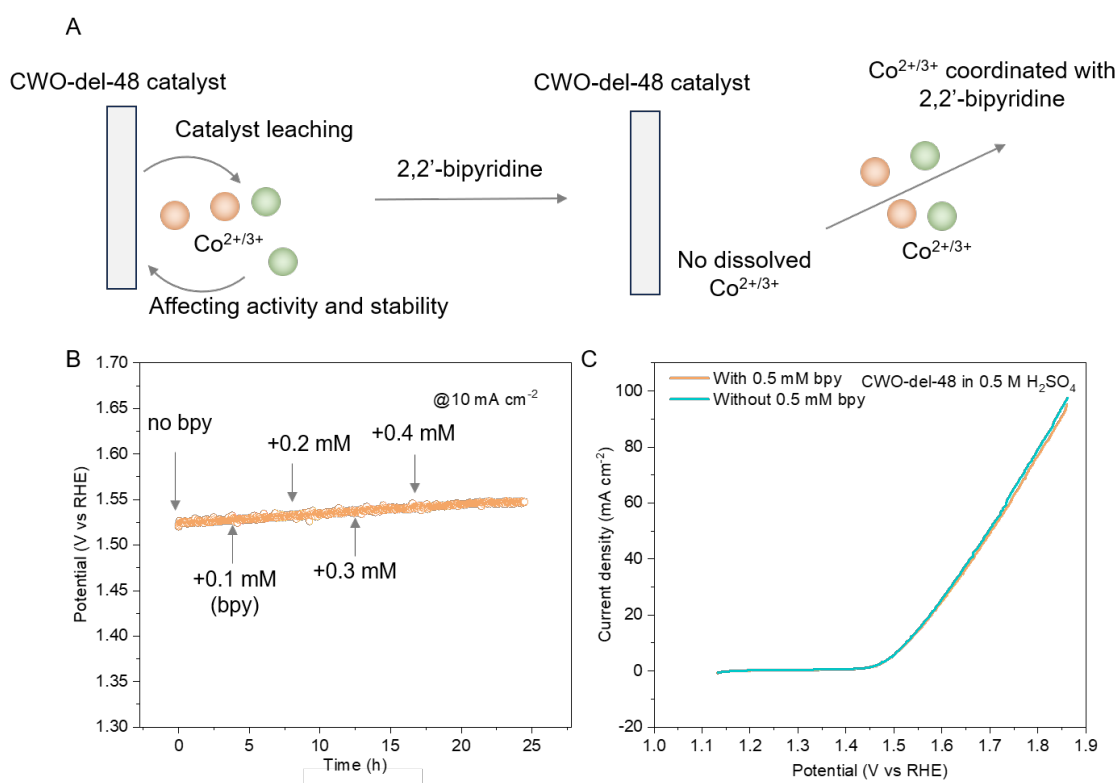 A
CWO-del-48 catalyst
Catalyst leaching
Co²⁺/³⁺
Affecting activity and stability
2,2’-bipyridine
CWO-del-48 catalyst
No dissolved
Co²⁺/³⁺
Co²⁺/³⁺ coordinated with
2,2’-bipyridine
Co²⁺/³⁺
B
1.70
1.65
1.60
1.55
1.50
1.45
1.40
1.35
1.30
Potential (V vs RHE)
@10 mA cm⁻²
no bpy
+0.2 mM
+0.4 mM
+0.1 mM
(bpy)
+0.3 mM
0 5 10 15 20 25
Time (h)
C
With 0.5 mM bpy
Without 0.5 mM bpy
CWO-del-48 in 0.5 M H₂SO₄
100
80
60
40
20
0
-20
Current density (mA cm⁻²)
1.0 1.1 1.2 1.3 1.4 1.5 1.6 1.7 1.8 1.9
Potential (V vs RHE)